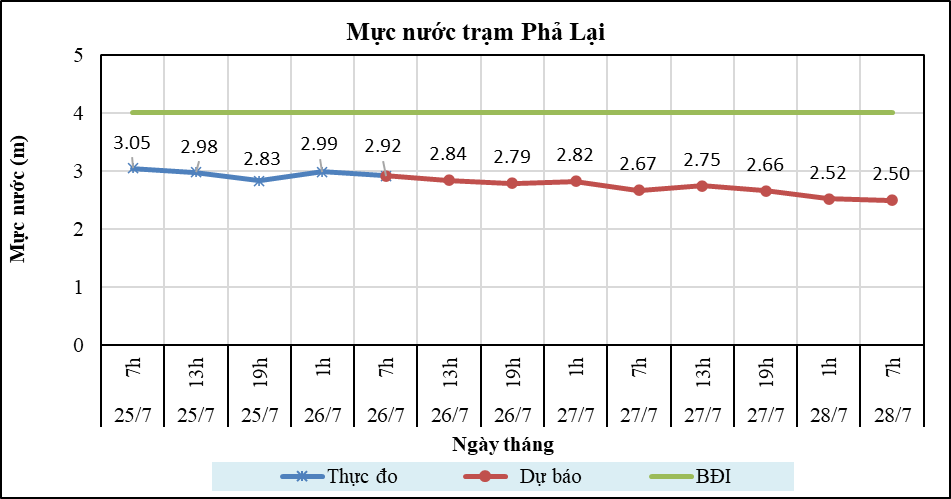 Mực nước trạm Phả Lại
Mực nước (m)
5
4
3
2
1
0
3.05 2.98 2.83 2.99 2.92 2.84 2.79 2.82 2.67 2.75 2.66 2.52 2.50
7h 13h 19h 1h 7h 13h 19h 1h 7h 13h 19h 1h 7h
25/7 25/7 25/7 26/7 26/7 26/7 26/7 27/7 27/7 27/7 27/7 28/7 28/7
Ngày tháng
Thực đo Dự báo BĐI